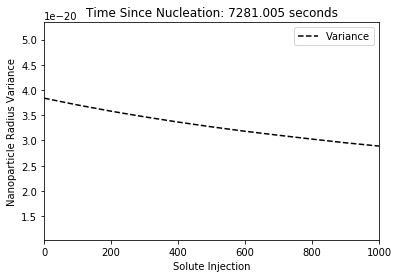 Time Since Nucleation: 7281.005 seconds
1e−20
Variance
5.0
4.5
4.0
3.5
3.0
2.5
2.0
1.5
Nanoparticle Radius Variance
0 200 400 600 800 1000
Solute Injection